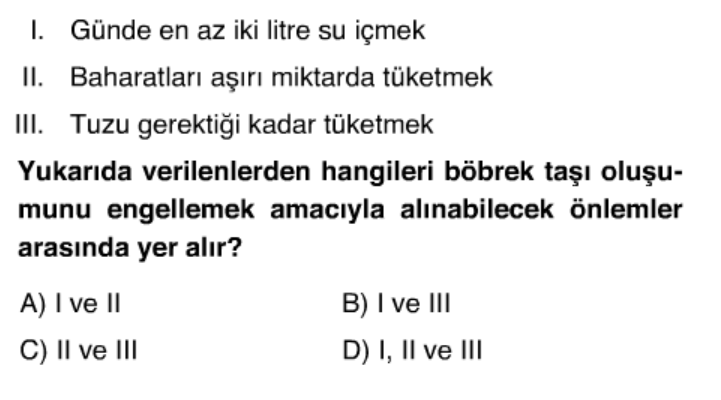 I. Günde en az iki litre su içmek
II. Baharatları aşırı miktarda tüketmek
III. Tuzu gerektiği kadar tüketmek
Yukarıda verilenlerden hangileri böbrek taşı oluşu-
munu engellemek amacıyla alınabilecek önlemler
arasında yer alır?
A) I ve II B) I ve III
C) II ve III D) I, II ve III